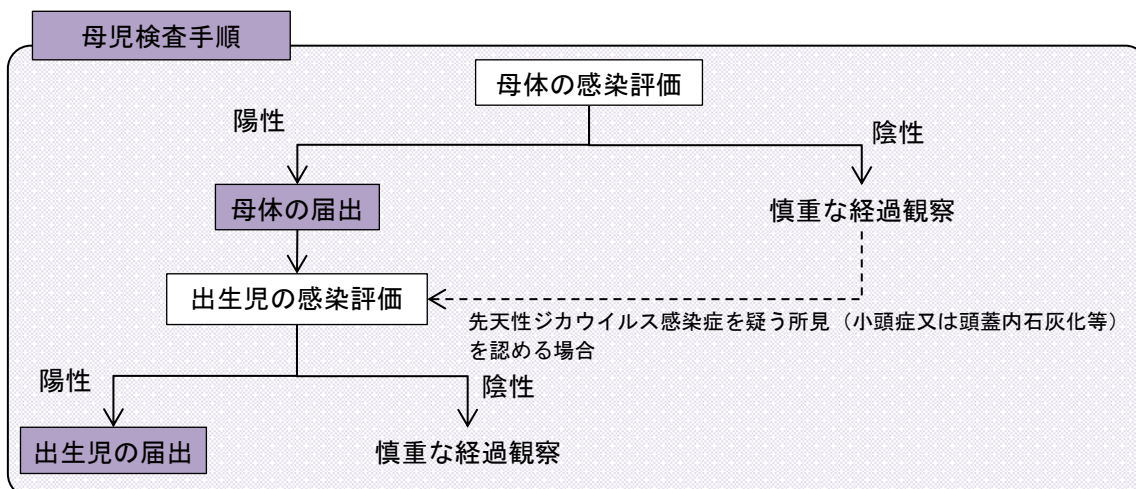 母児検査手順
母体の感染評価
陽性
陰性
母体の届出
慎重な経過観察
出生児の感染評価
先天性ジカウイルス感染症を疑う所見（小頭症又は頭蓋内石灰化等）
を認める場合
陽性
陰性
出生児の届出
慎重な経過観察